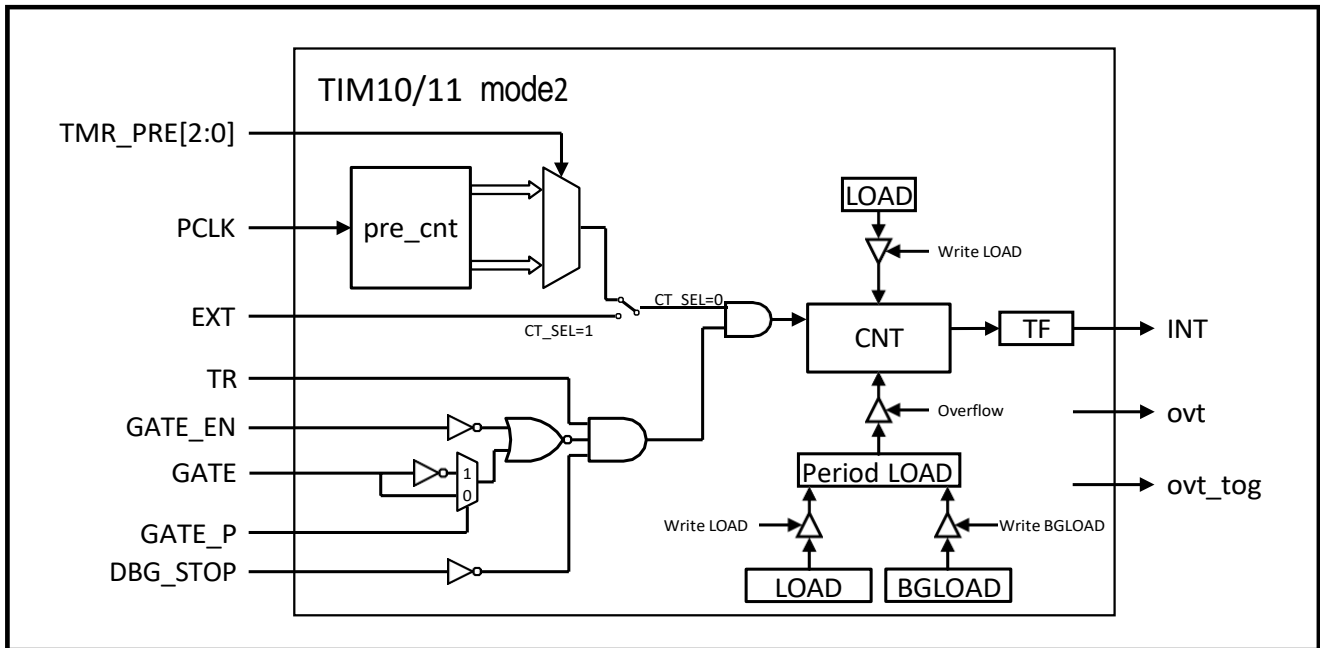 TIM10/11 mode2
TMR_PRE[2:0]
PCLK
pre_cnt
LOAD
Write LOAD
EXT
CT_SEL=0
CT_SEL=1
CNT
TF
INT
TR
GATE_EN
Overflow
ovt
GATE
1
0
Period LOAD
ovt_tog
GATE_P
Write LOAD
Write BGLOAD
DBG_STOP
LOAD
BGLOAD